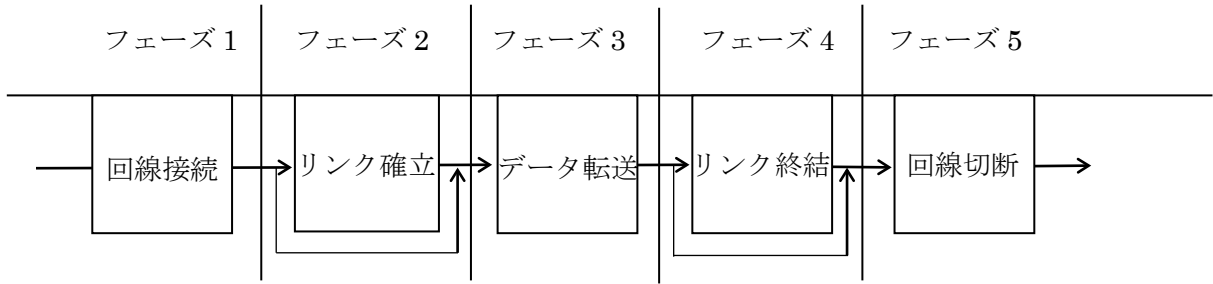 フェーズ 1 フェーズ 2 フェーズ 3 フェーズ 4 フェーズ 5
回線接続 リンク確立 データ転送 リンク終結 回線切断